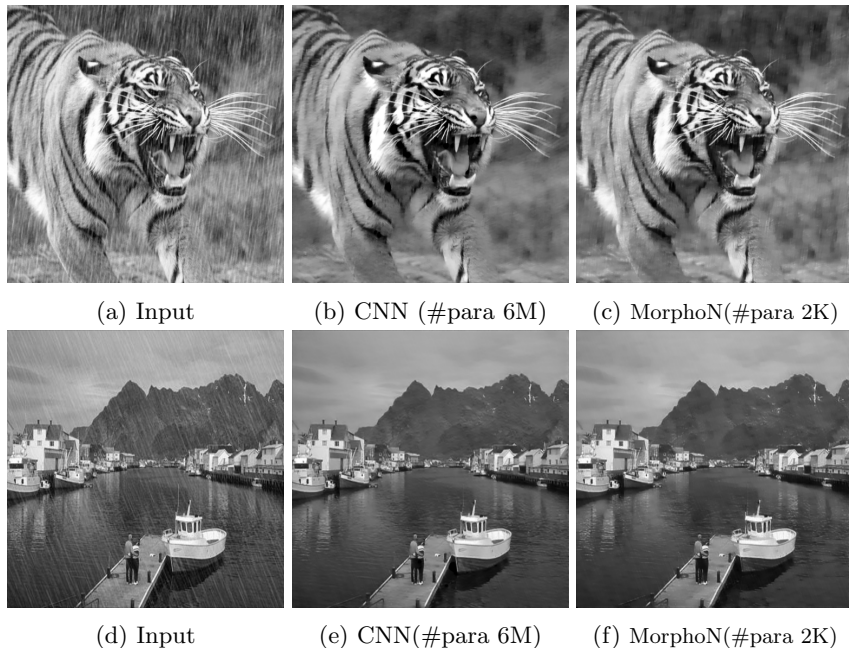 (a) Input
(b) CNN (#para 6M)
(c) MorphoN(#para 2K)
(d) Input
(e) CNN(#para 6M)
(f) MorphoN(#para 2K)